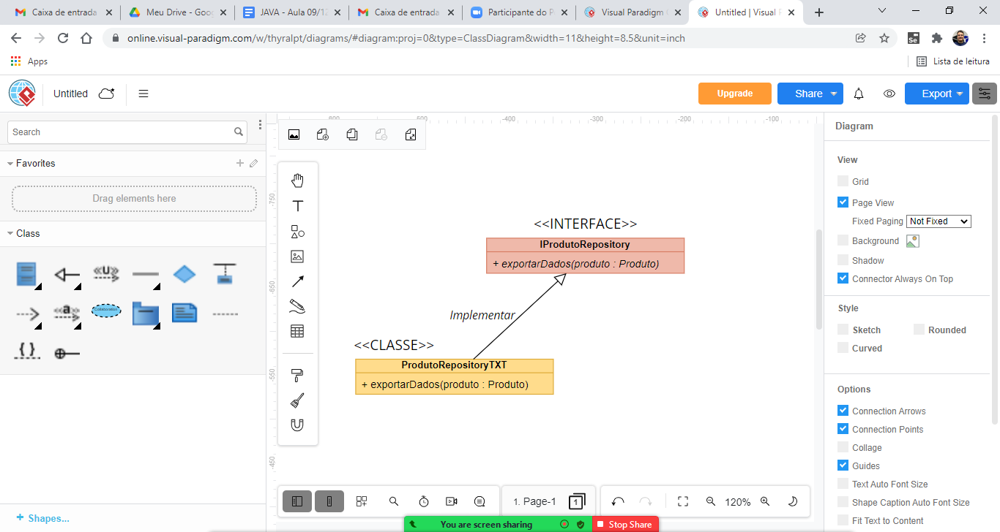 Caixa de entrada
Meu Drive - Goo
JAVA - Aula 09/12
Caixa de entrada
Participante do P
Visual Paradigm
Untitled | Visual P
online.visual-paradigm.com/w/thyralpt/diagrams/#diagram:proj=0&type=ClassDiagram&width=11&height=8.5&unit=inch
Se
Apps
Lista de leitura
Untitled
Upgrade
Share
Export
Search
Favorites
Drag elements here
Class
<<U>>
<<a>>
Collaboration
{ }
Shapes...
-400
-300
-200
-100
-750
-650
-550
-450
<<INTERFACE>>
IProdutoRepository
+ exportarDados(produto : Produto)
Implementar
<<CLASSE>>
ProdutoRepositoryTXT
+ exportarDados(produto : Produto)
1. Page-1
1
120%
You are screen sharing
Stop Share
Diagram
View
Grid
Page View
Fixed Paging
Not Fixed
Background
Shadow
Connector Always On Top
Style
Sketch
Rounded
Curved
Options
Connection Arrows
Connection Points
Collage
Guides
Text Auto Font Size
Shape Caption Auto Font Size
Fit Text to Content